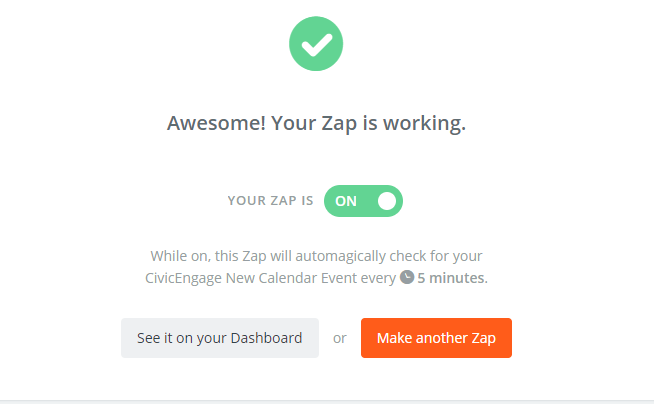 Awesome! Your Zap is working.
YOUR ZAP IS ON
While on, this Zap will automagically check for your
CivicEngage New Calendar Event every 5 minutes.
See it on your Dashboard or Make another Zap